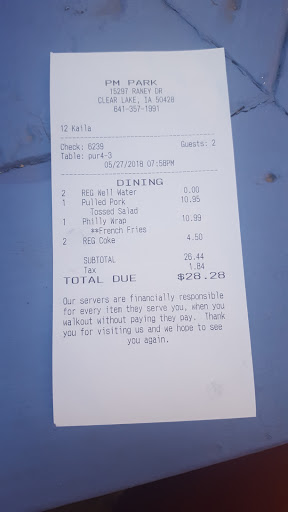 PM PARK
15297 RANEY DR
CLEAR LAKE, IA 50428
641-357-1991
12 Kaila
Check: 6238 Guests: 2
Table: pur4-3
05/27/2018 07:58PM
DINING
2 REG Well Water 0.00
1 Pulled Pork 10.95
Tossed Salad
1 Philly Wrap 10.99
**French Fries
2 REG Coke 4.50
SUBTOTAL 26.44
Tax 1.84
TOTAL DUE $28.28
Our servers are financially responsible
for every item they serve you, when you
walkout without paying they pay. Thank
you for visiting us and we hope to see
you again.